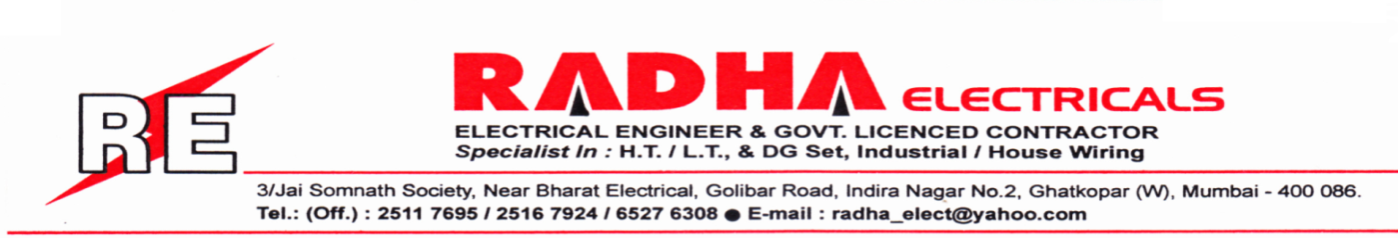 RE
RADHA ELECTRICALS
ELECTRICAL ENGINEER & GOVT. LICENCED CONTRACTOR
Specialist In : H.T. / L.T., & DG Set, Industrial / House Wiring
3/Jai Somnath Society, Near Bharat Electrical, Golibar Road, Indira Nagar No.2, Ghatkopar (W), Mumbai - 400 086.
Tel.: (Off.) : 2511 7695 / 2516 7924 / 6527 6308 ● E-mail : radha_elect@yahoo.com